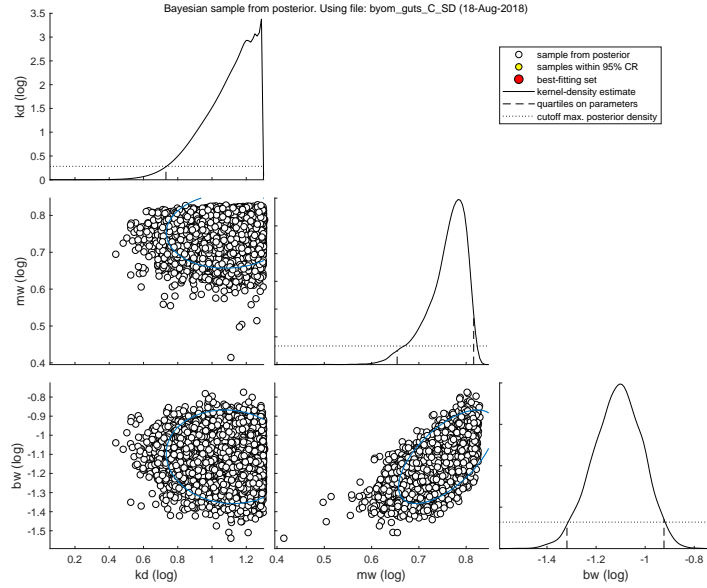 Bayesian sample from posterior. Using file: byom_guts_C_SD (18-Aug-2018)
3.5
3
2.5
2
1.5
1
0.5
0
kd (log)
sample from posterior
samples within 95% CR
best-fitting set
kernel-density estimate
quartiles on parameters
cutoff max. posterior density
0.8
0.7
0.6
0.5
0.4
mw (log)
-0.8
-0.9
-1
-1.1
-1.2
-1.3
-1.4
-1.5
bw (log)
0.2 0.4 0.6 0.8 1 1.2
kd (log)
0.4 0.5 0.6 0.7 0.8
mw (log)
-1.4 -1.2 -1 -0.8
bw (log)